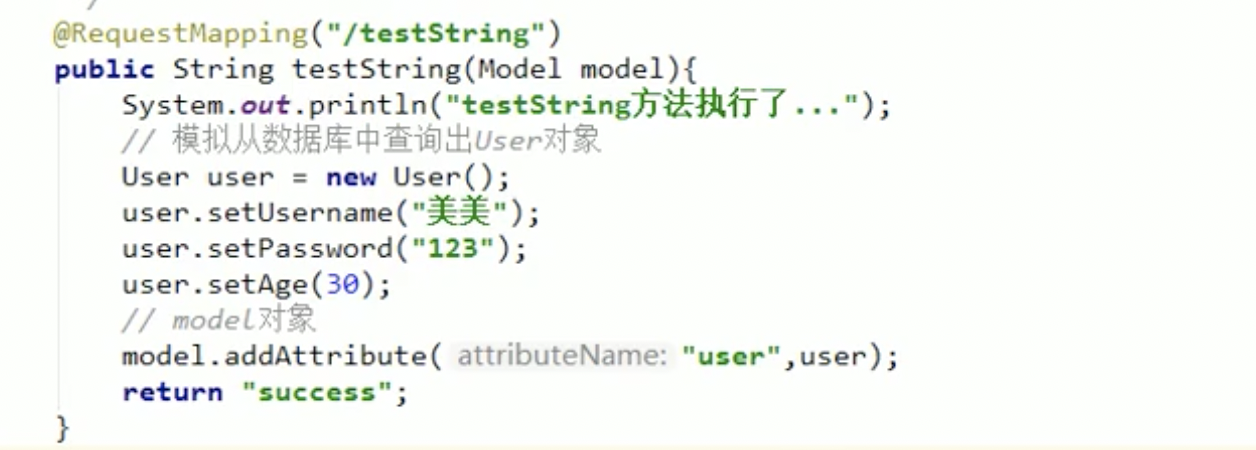 /
@RequestMapping("/testString")
public String testString(Model model){
System.out.println("testString方法执行了...");
// 模拟从数据库中查询出User对象
User user = new User();
user.setUsername("美美");
user.setPassword("123");
user.setAge(30);
// model对象
model.addAttribute( attributeName: "user",user);
return "success";
}